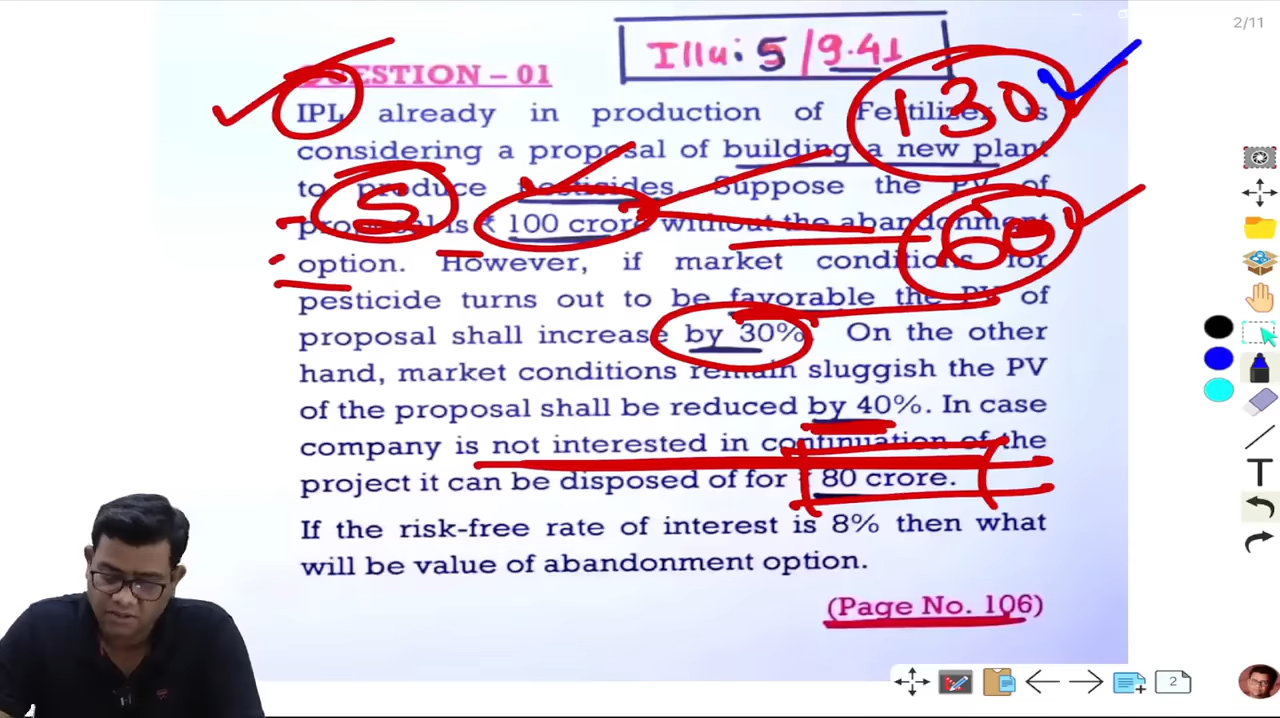 2/11
Illu: 5 / 9.41
QUESTION – 01
130
IPL already in production of Fertilizer is
considering a proposal of building a new plant
to produce Pesticides. Suppose the PV of
S
proposal is ₹ 100 crore without the abandonment
60
option. However, if market conditions for
pesticide turns out to be favorable the PV of
proposal shall increase by 30%. On the other
hand, market conditions remain sluggish the PV
of the proposal shall be reduced by 40%. In case
company is not interested in continuation of the
project it can be disposed of for ₹ 80 crore.
If the risk-free rate of interest is 8% then what
will be value of abandonment option.
(Page No. 106)
T
2